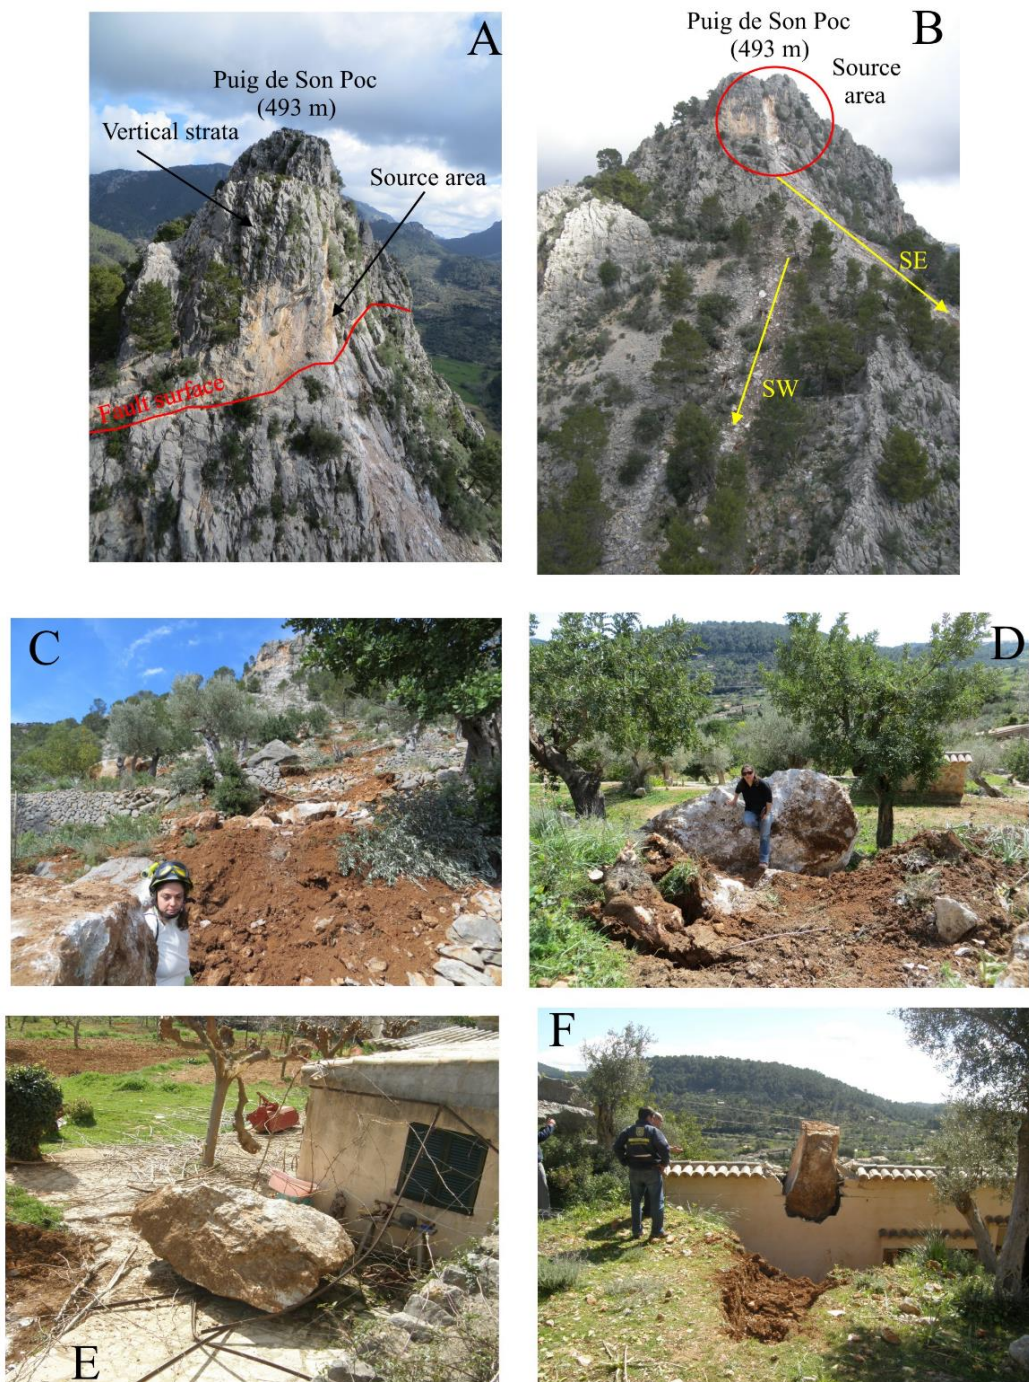 A
Puig de Son Poc
(493 m)
Vertical strata
Source area
Fault surface
B
Puig de Son Poc
(493 m)
Source
area
SE
SW
C
D
E
F